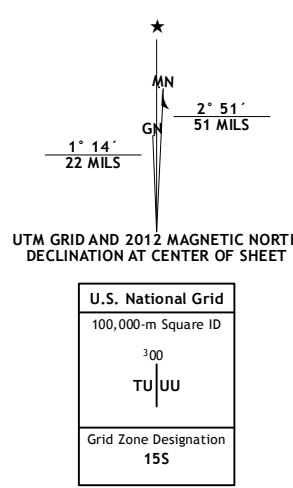 ★
MN
2° 51´
51 MILS
GN
1° 14´
22 MILS
UTM GRID AND 2012 MAGNETIC NORTH
DECLINATION AT CENTER OF SHEET
U.S. National Grid
100,000-m Square ID
³00
TU UU
Grid Zone Designation
15S